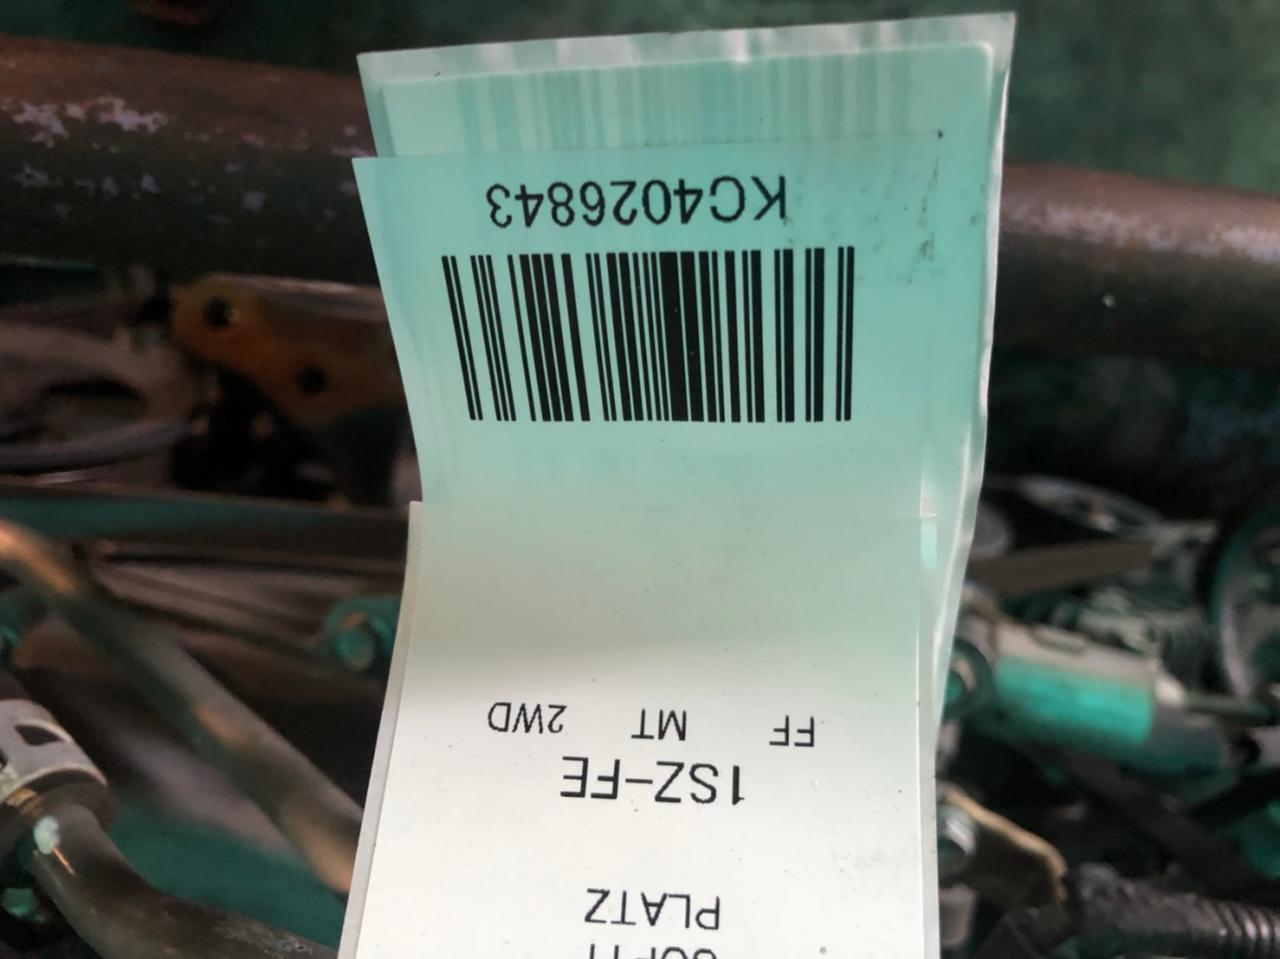 PLATZ
1SZ-FE
FF MT 2WD
KC4026843